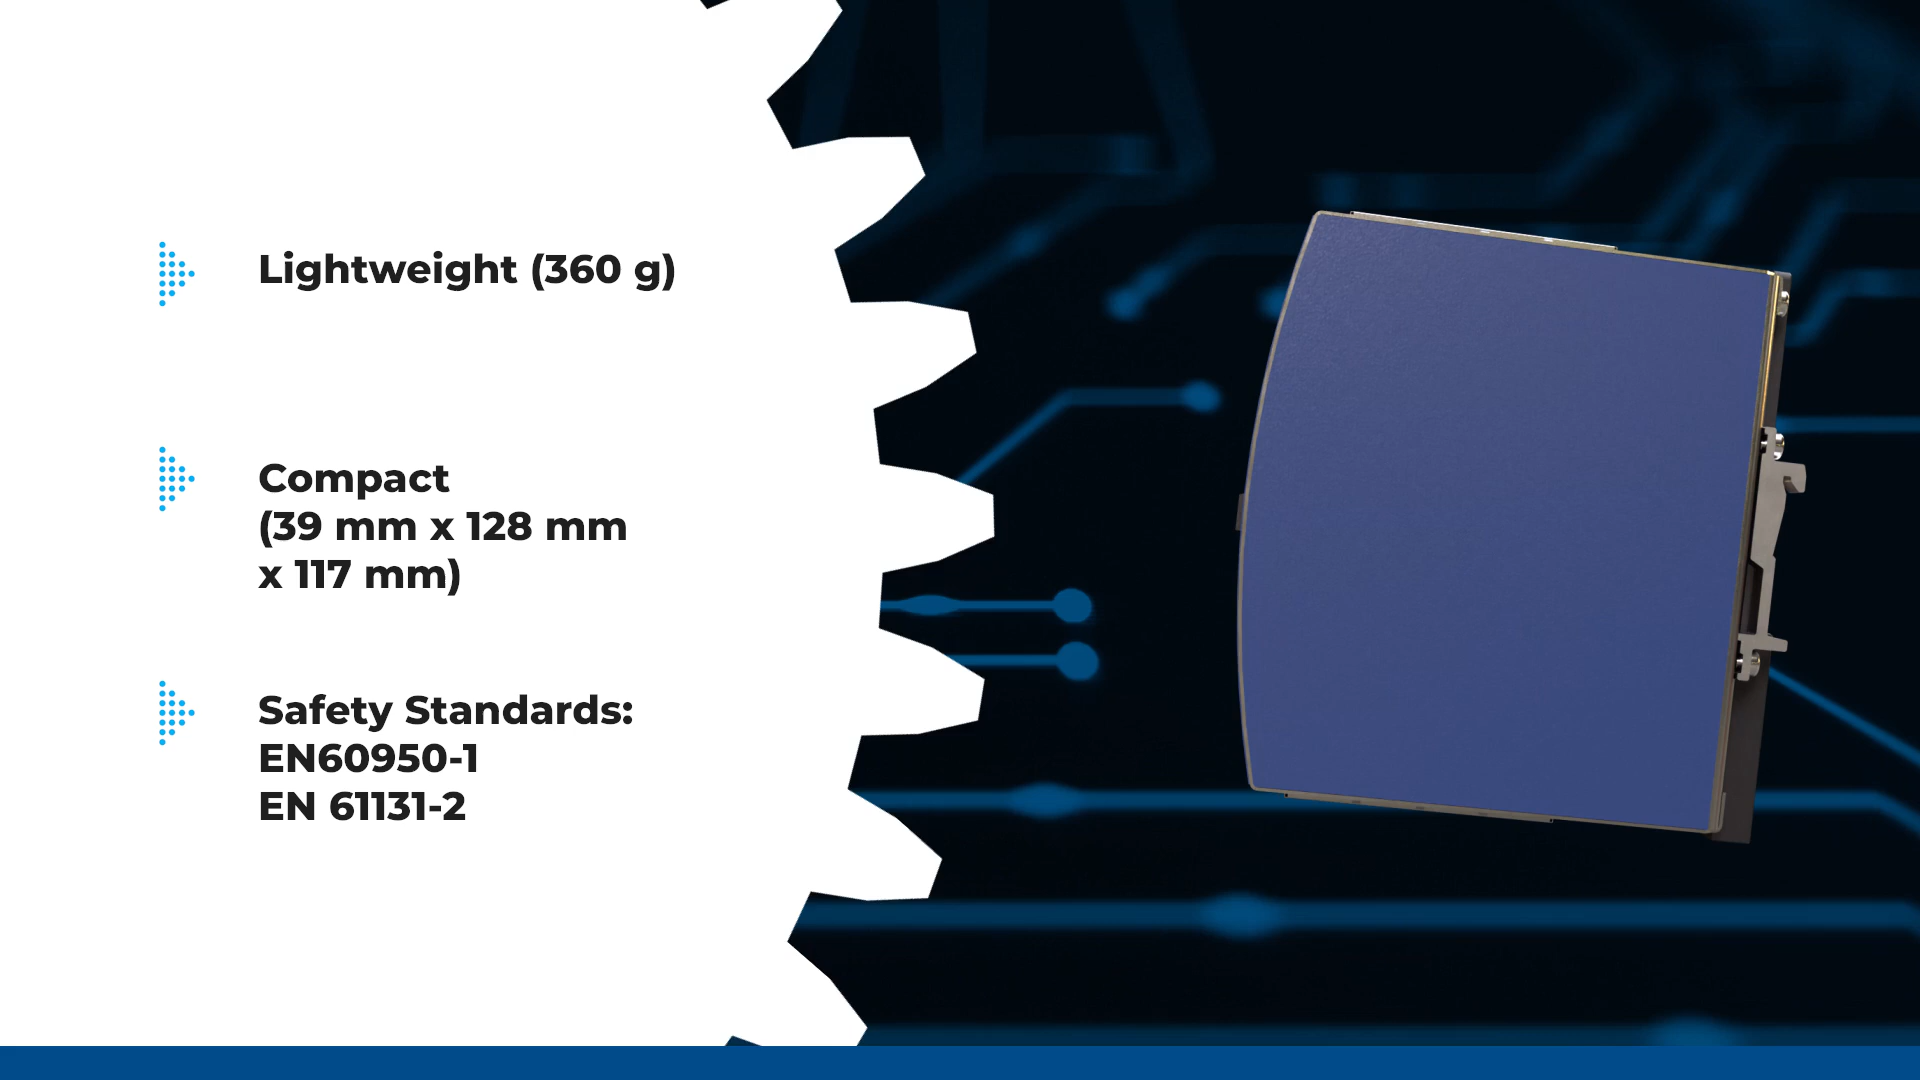 Lightweight (360 g)
Compact
(39 mm x 128 mm
x 117 mm)
Safety Standards:
EN60950-1
EN 61131-2